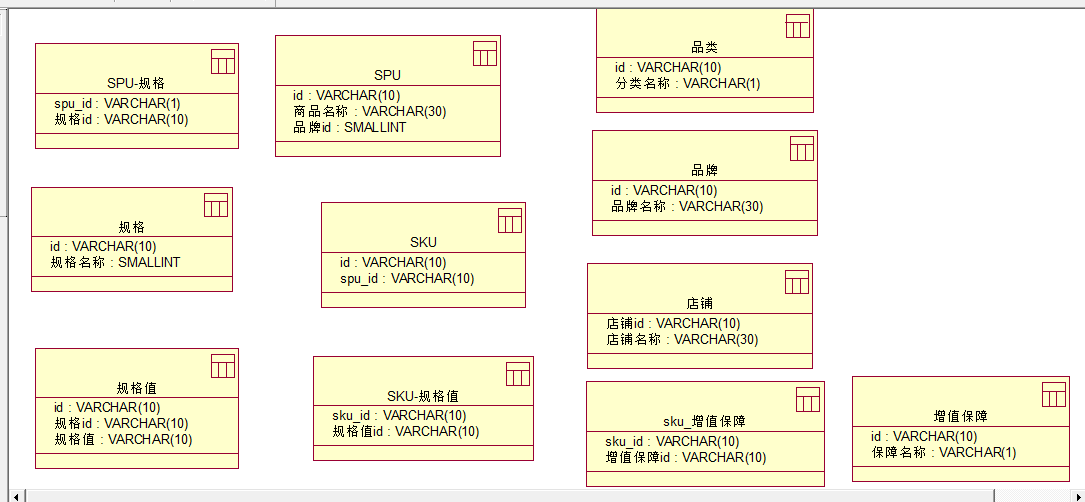 SPU-规格
spu_id : VARCHAR(1)
规格id : VARCHAR(10)
SPU
id : VARCHAR(10)
商品名称 : VARCHAR(30)
品牌id : SMALLINT
品类
id : VARCHAR(10)
分类名称 : VARCHAR(1)
品牌
id : VARCHAR(10)
品牌名称 : VARCHAR(30)
规格
id : VARCHAR(10)
规格名称 : SMALLINT
SKU
id : VARCHAR(10)
spu_id : VARCHAR(10)
店铺
店铺id : VARCHAR(10)
店铺名称 : VARCHAR(30)
规格值
id : VARCHAR(10)
规格id : VARCHAR(10)
规格值 : VARCHAR(10)
SKU-规格值
sku_id : VARCHAR(10)
规格值id : VARCHAR(10)
sku_增值保障
sku_id : VARCHAR(10)
增值保障id : VARCHAR(10)
增值保障
id : VARCHAR(10)
保障名称 : VARCHAR(1)